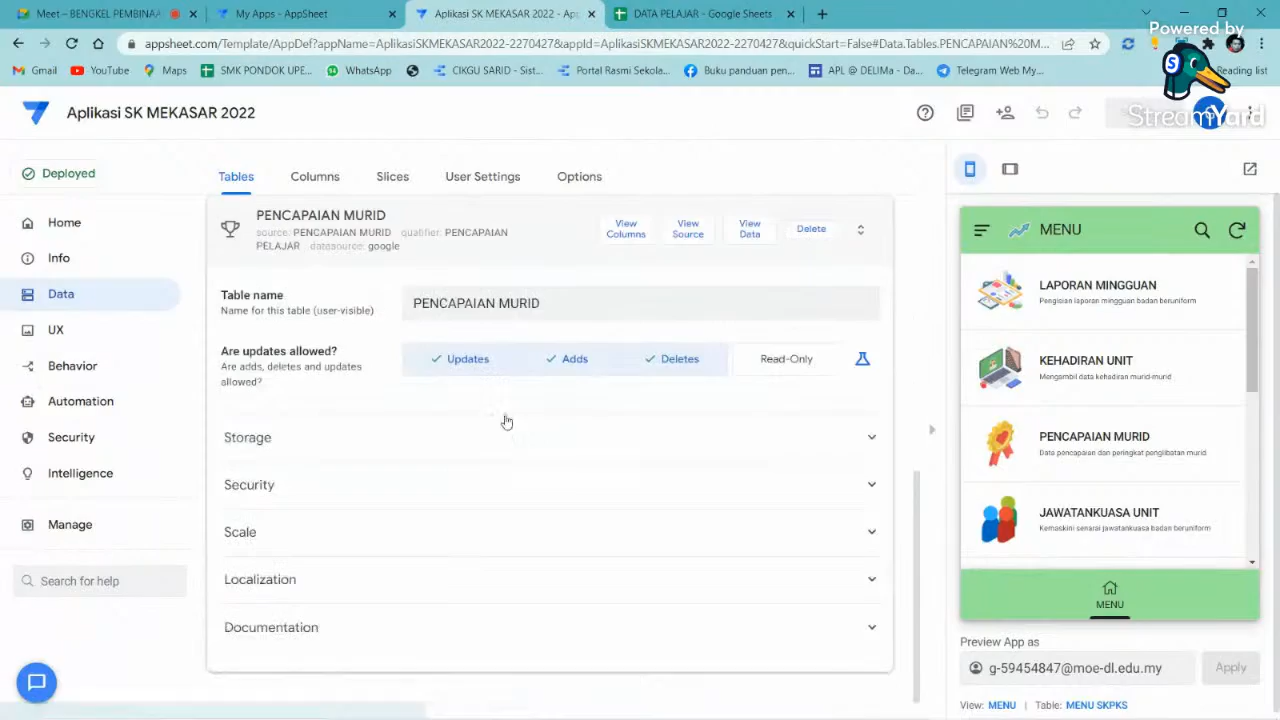 Meet – BENGKEL PEMBINAA
My Apps - AppSheet
Aplikasi SK MEKASAR 2022 - Ap
DATA PELAJAR - Google Sheets
appsheet.com/Template/AppDef?appName=AplikasiSKMEKASAR2022-2270427&appId=AplikasiSKMEKASAR2022-2270427&quickStart=False#Data.Tables.PENCAPAIAN%20M...
Powered by
StreamYard
Gmail
YouTube
Maps
SMK PONDOK UPE...
WhatsApp
CIKGU SARID - Sist...
Portal Rasmi Sekola...
Buku panduan pen...
APL @ DELIMa - Da...
Telegram Web My...
Reading list
Aplikasi SK MEKASAR 2022
Deployed
Home
Info
Data
UX
Behavior
Automation
Security
Intelligence
Manage
Search for help
Tables
Columns
Slices
User Settings
Options
PENCAPAIAN MURID
source: PENCAPAIAN MURID qualifier: PENCAPAIAN
PELAJAR datasource: google
View
Columns
View
Source
View
Data
Delete
Table name
Name for this table (user-visible)
PENCAPAIAN MURID
Are updates allowed?
Are adds, deletes and updates
allowed?
Updates
Adds
Deletes
Read-Only
Storage
Security
Scale
Localization
Documentation
MENU
LAPORAN MINGGUAN
Pengisian laporan mingguan badan beruniform
KEHADIRAN UNIT
Mengambil data kehadiran murid-murid
PENCAPAIAN MURID
Data pencapaian dan peringkat penglibatan murid
JAWATANKUASA UNIT
Kemaskini senarai jawatankuasa badan beruniform
MENU
Preview App as
g-59454847@moe-dl.edu.my
Apply
View: MENU | Table: MENU SKPKS